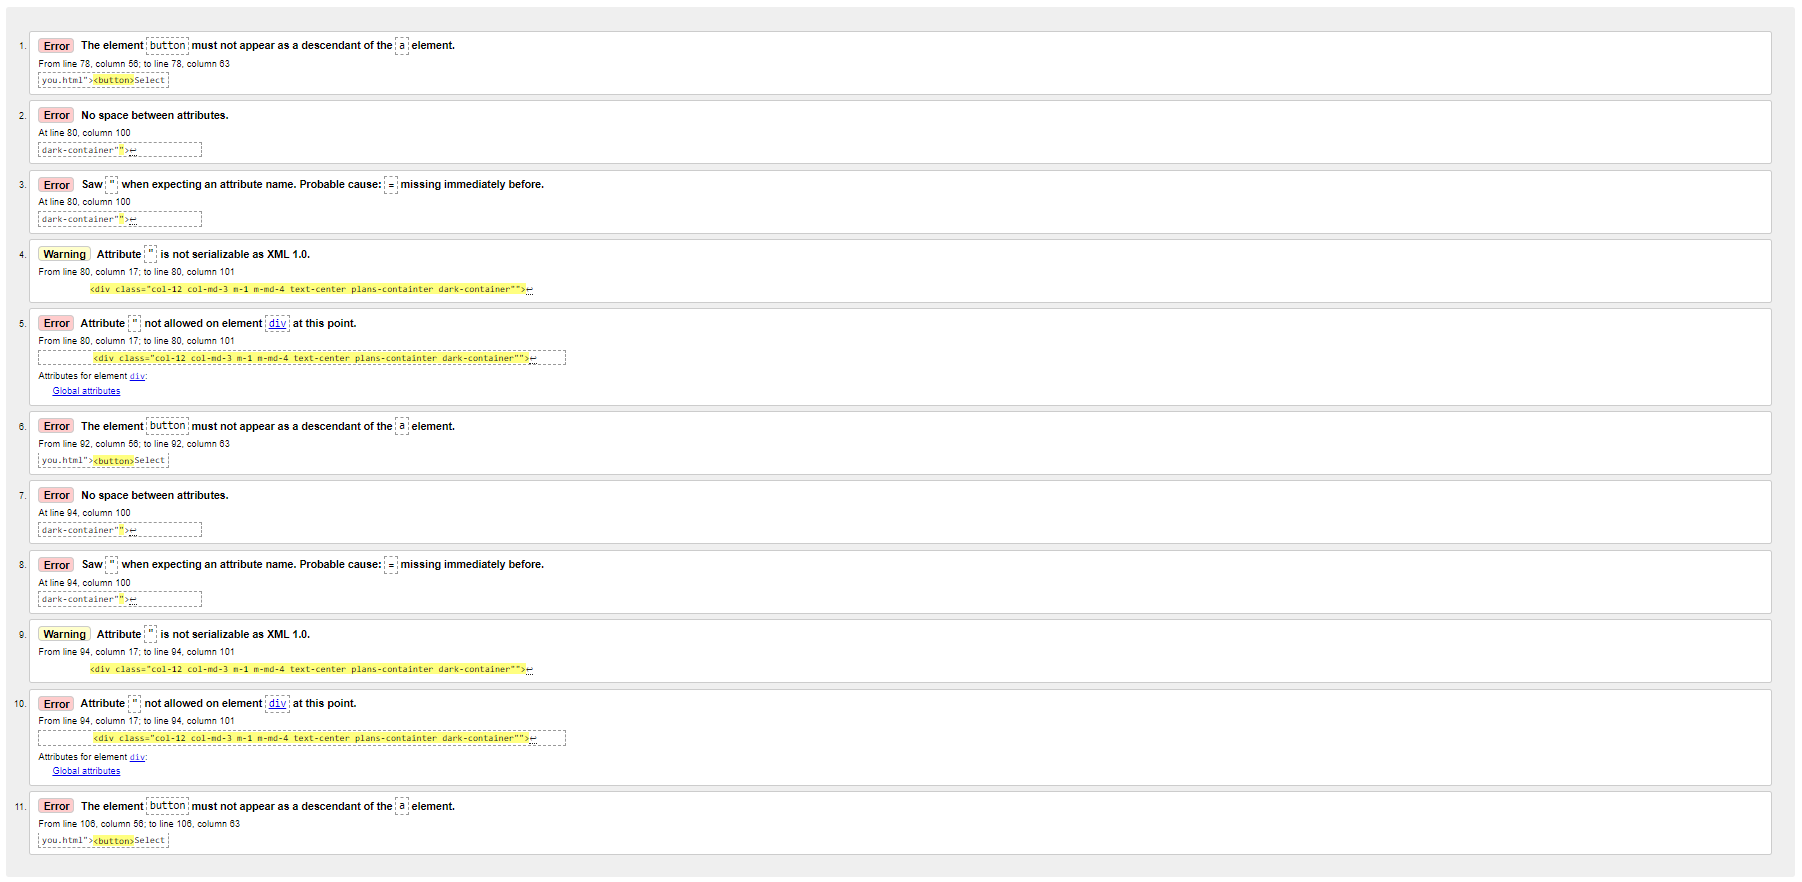 1. Error The element button must not appear as a descendant of the a element.
From line 78, column 56; to line 78, column 63
you.html"><button>Select
2. Error No space between attributes.
At line 80, column 100
dark-container"">↩
3. Error Saw " when expecting an attribute name. Probable cause: = missing immediately before.
At line 80, column 100
dark-container"">↩
4. Warning Attribute " is not serializable as XML 1.0.
From line 80, column 17; to line 80, column 101
<div class="col-12 col-md-3 m-1 m-md-4 text-center plans-containter dark-container"">↩
5. Error Attribute " not allowed on element div at this point.
From line 80, column 17; to line 80, column 101
<div class="col-12 col-md-3 m-1 m-md-4 text-center plans-containter dark-container"">↩
Attributes for element div:
Global attributes
6. Error The element button must not appear as a descendant of the a element.
From line 92, column 56; to line 92, column 63
you.html"><button>Select
7. Error No space between attributes.
At line 94, column 100
dark-container"">↩
8. Error Saw " when expecting an attribute name. Probable cause: = missing immediately before.
At line 94, column 100
dark-container"">↩
9. Warning Attribute " is not serializable as XML 1.0.
From line 94, column 17; to line 94, column 101
<div class="col-12 col-md-3 m-1 m-md-4 text-center plans-containter dark-container"">↩
10. Error Attribute " not allowed on element div at this point.
From line 94, column 17; to line 94, column 101
<div class="col-12 col-md-3 m-1 m-md-4 text-center plans-containter dark-container"">↩
Attributes for element div:
Global attributes
11. Error The element button must not appear as a descendant of the a element.
From line 106, column 56; to line 106, column 63
you.html"><button>Select